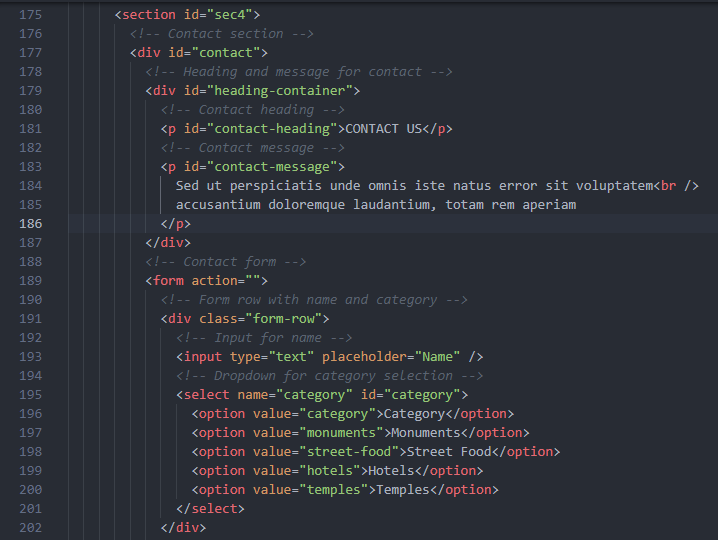 175 <section id="sec4">
176 <!-- Contact section -->
177 <div id="contact">
178 <!-- Heading and message for contact -->
179 <div id="heading-container">
180 <!-- Contact heading -->
181 <p id="contact-heading">CONTACT US</p>
182 <!-- Contact message -->
183 <p id="contact-message">
184 Sed ut perspiciatis unde omnis iste natus error sit voluptatem<br />
185 accusantium doloremque laudantium, totam rem aperiam
186 </p>
187 </div>
188 <!-- Contact form -->
189 <form action="">
190 <!-- Form row with name and category -->
191 <div class="form-row">
192 <!-- Input for name -->
193 <input type="text" placeholder="Name" />
194 <!-- Dropdown for category selection -->
195 <select name="category" id="category">
196 <option value="category">Category</option>
197 <option value="monuments">Monuments</option>
198 <option value="street-food">Street Food</option>
199 <option value="hotels">Hotels</option>
200 <option value="temples">Temples</option>
201 </select>
202 </div>